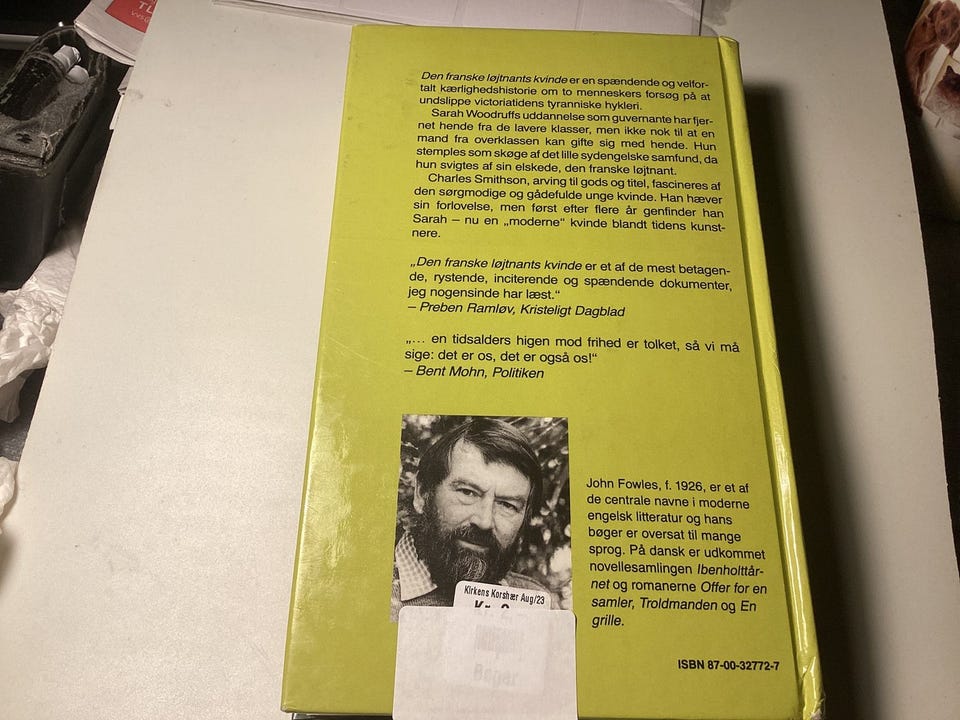 Den franske løjtnants kvinde er en spændende og velfor-
talt kærlighedshistorie om to menneskers forsøg på at
undslippe victoriatidens tyranniske hykleri.
Sarah Woodruffs uddannelse som guvernante har fjer-
net hende fra de lavere klasser, men ikke nok til at en
mand fra overklassen kan gifte sig med hende. Hun
stemples som skøge af det lille sydengelske samfund, da
hun svigtes af sin elskede, den franske løjtnant.
Charles Smithson, arving til gods og titel, fascineres af
den sørgmodige og gådefulde unge kvinde. Han hæver
sin forlovelse, men først efter flere år genfinder han
Sarah – nu en „moderne“ kvinde blandt tidens kunst-
nere.
„Den franske løjtnants kvinde er et af de mest betagen-
de, rystende, inciterende og spændende dokumenter,
jeg nogensinde har læst.“
– Preben Ramløv, Kristeligt Dagblad
„... en tidsalders higen mod frihed er tolket, så vi må
sige: det er os, det er også os!“
– Bent Mohn, Politiken
John Fowles, f. 1926, er et af
de centrale navne i moderne
engelsk litteratur og hans
bøger er oversat til mange
sprog. På dansk er udkommet
novellesamlingen Ibenholttår-
net og romanerne Offer for en
samler, Troldmanden og En
grille.
Kirkens Korshær Aug/23
Bøger
ISBN 87-00-32772-7